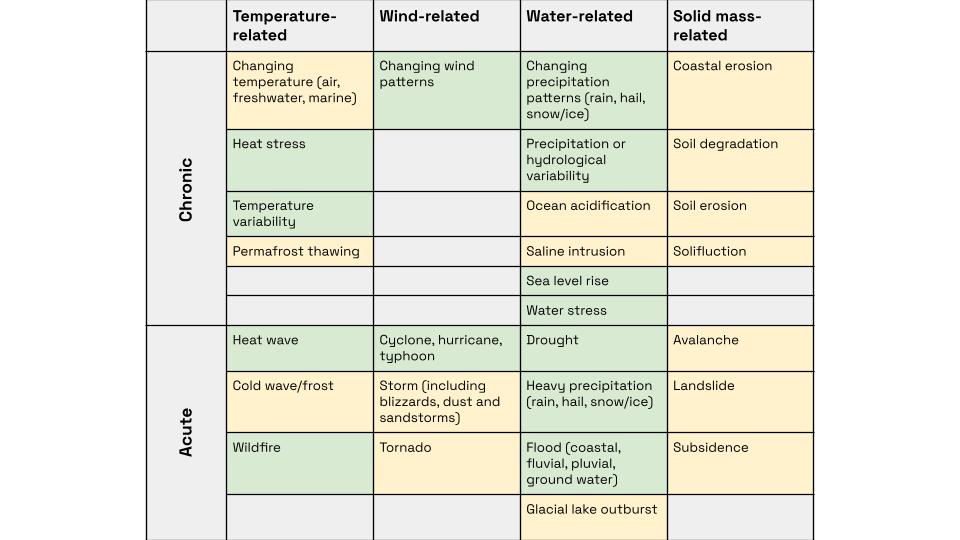 Temperature-
related
Wind-related
Water-related
Solid mass-
related
Chronic
Changing
temperature (air,
freshwater, marine)
Changing wind
patterns
Changing
precipitation
patterns (rain, hail,
snow/ice)
Coastal erosion
Heat stress
Precipitation or
hydrological
variability
Soil degradation
Temperature
variability
Ocean acidification
Soil erosion
Permafrost thawing
Saline intrusion
Solifluction
Sea level rise
Water stress
Acute
Heat wave
Cyclone, hurricane,
typhoon
Drought
Avalanche
Cold wave/frost
Storm (including
blizzards, dust and
sandstorms)
Heavy precipitation
(rain, hail, snow/ice)
Landslide
Wildfire
Tornado
Flood (coastal,
fluvial, pluvial,
ground water)
Subsidence
Glacial lake outburst